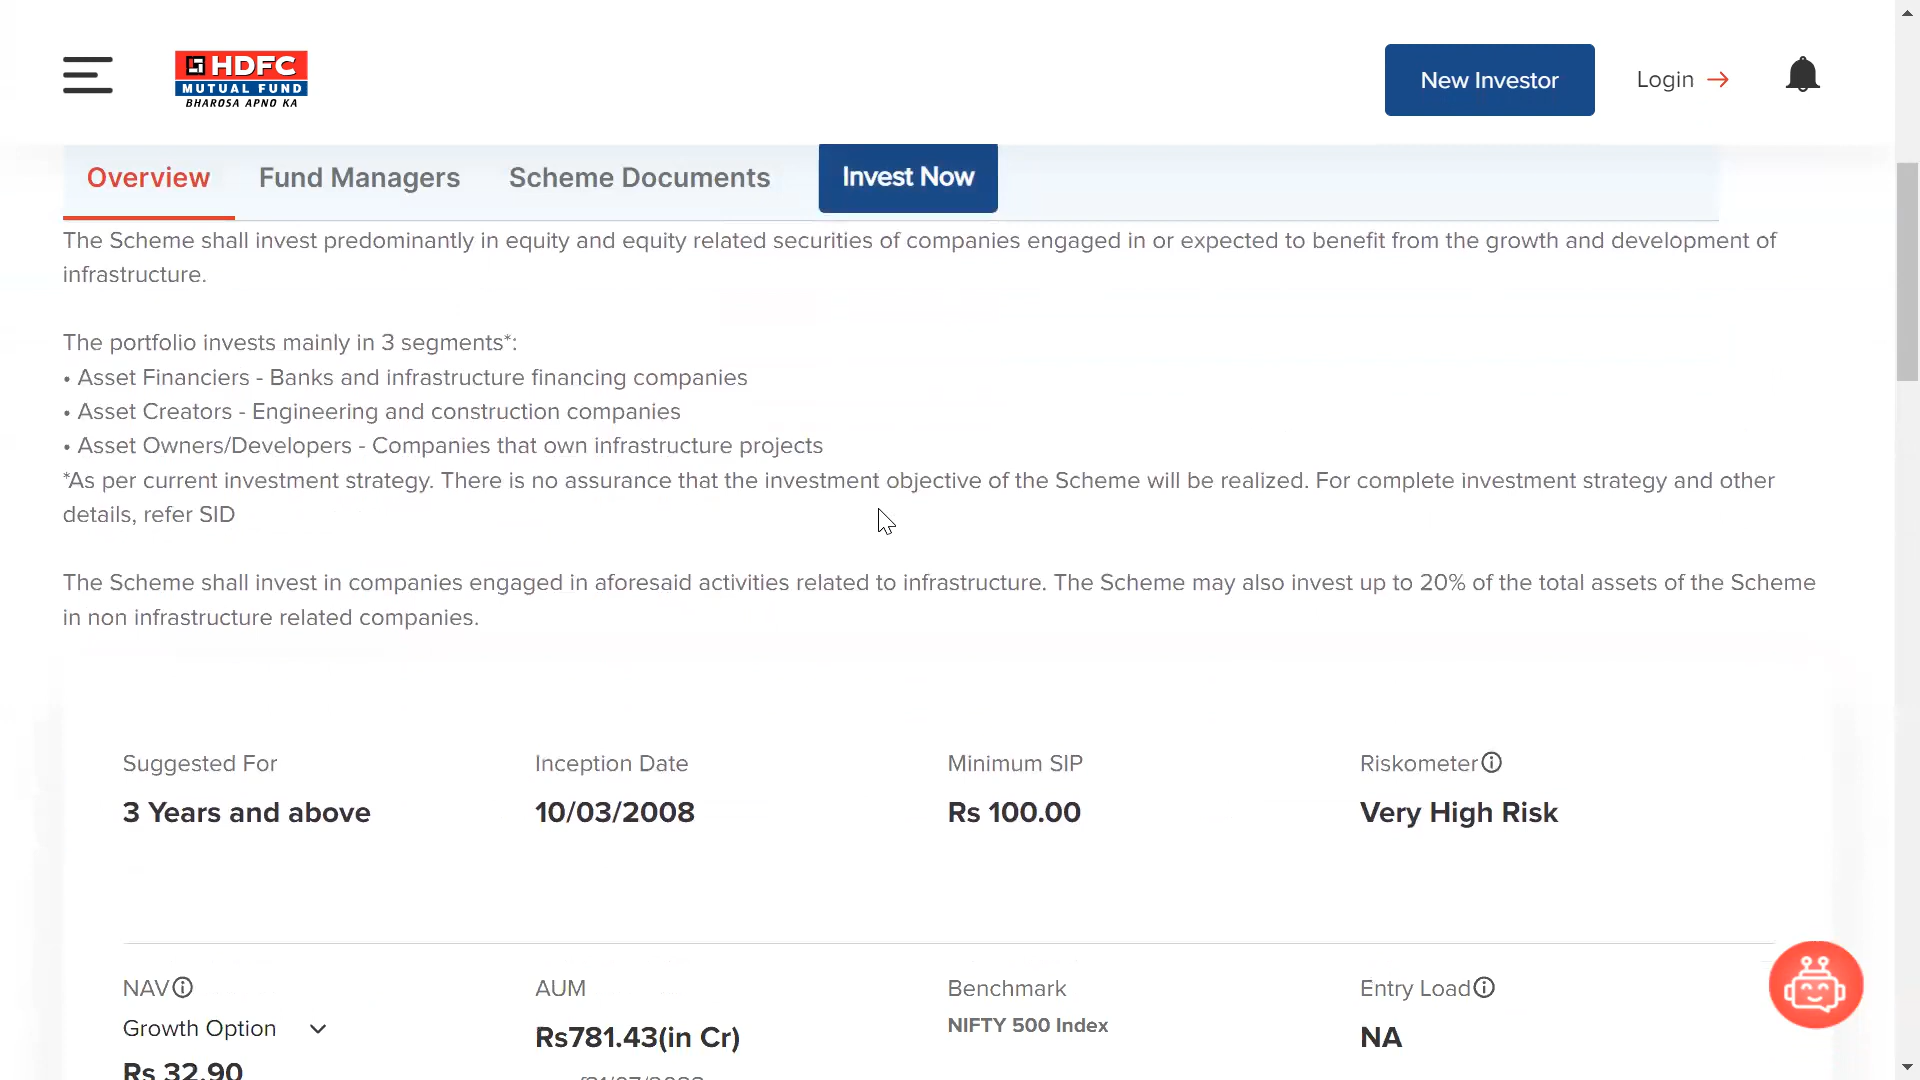 HDFC
MUTUAL FUND
BHAROSA APNO KA
New Investor
Login
Overview
Fund Managers
Scheme Documents
Invest Now
The Scheme shall invest predominantly in equity and equity related securities of companies engaged in or expected to benefit from the growth and development of
infrastructure.
The portfolio invests mainly in 3 segments*:
• Asset Financiers - Banks and infrastructure financing companies
• Asset Creators - Engineering and construction companies
• Asset Owners/Developers - Companies that own infrastructure projects
*As per current investment strategy. There is no assurance that the investment objective of the Scheme will be realized. For complete investment strategy and other
details, refer SID
The Scheme shall invest in companies engaged in aforesaid activities related to infrastructure. The Scheme may also invest up to 20% of the total assets of the Scheme
in non infrastructure related companies.
Suggested For
3 Years and above
Inception Date
10/03/2008
Minimum SIP
Rs 100.00
Riskometer
Very High Risk
NAV
Growth Option
Rs 32.90
AUM
Rs781.43(in Cr)
Benchmark
NIFTY 500 Index
Entry Load
NA